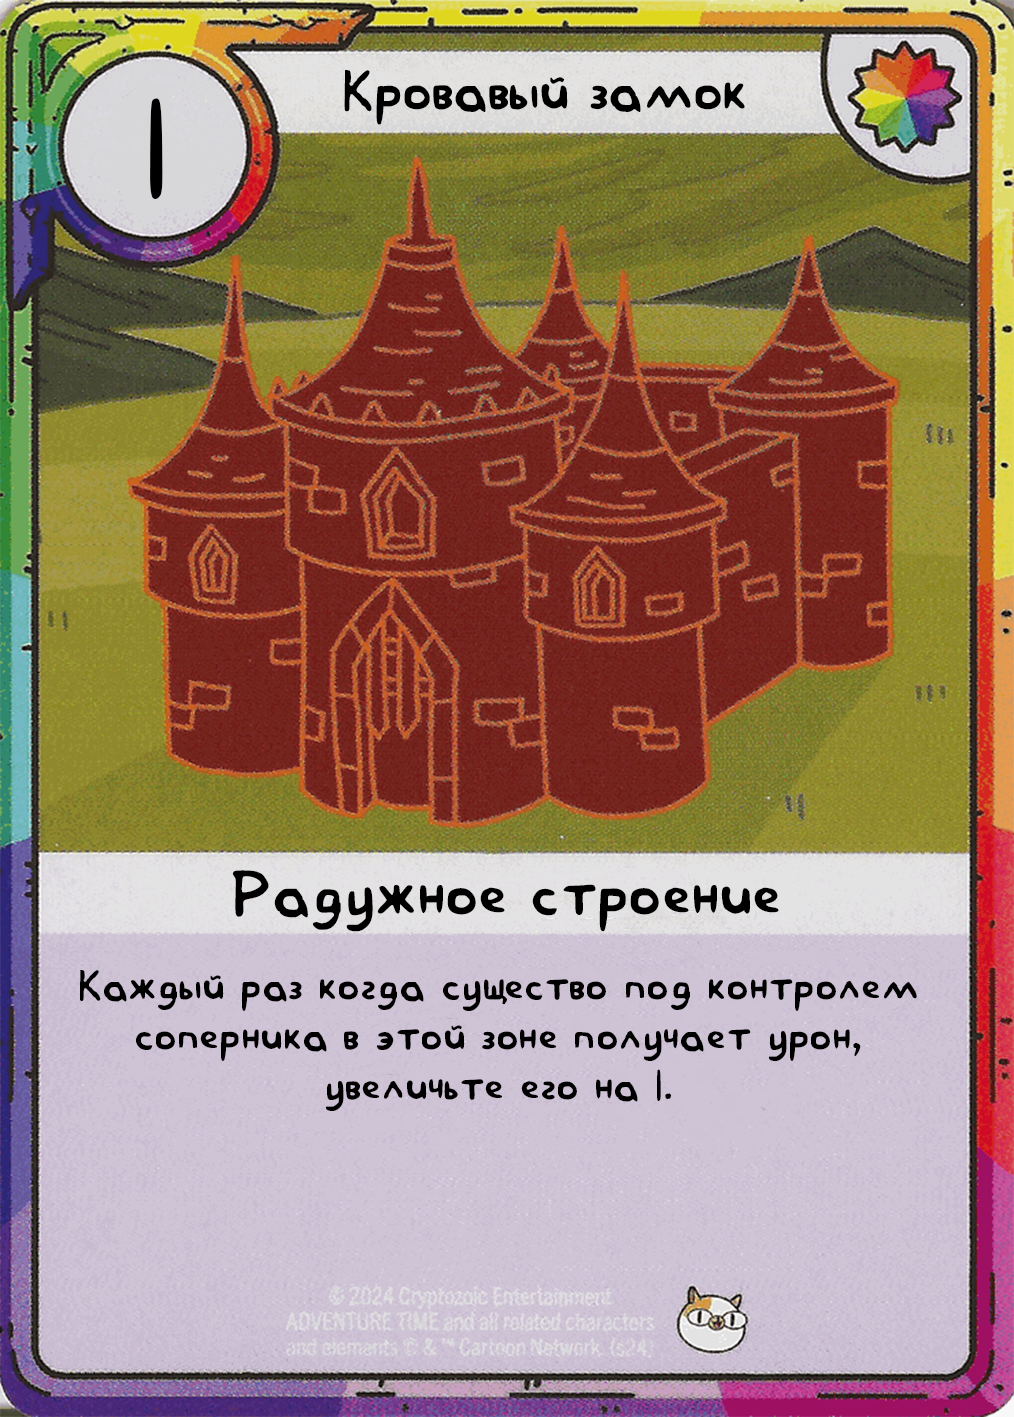 1
Кровавый замок
Радужное строение
Каждый раз когда существо под контролем
соперника в этой зоне получает урон,
увеличьте его на 1.
© 2024 Cryptozoic Entertainment
ADVENTURE TIME and all related characters
and elements © & ™ Cartoon Network. (s24)